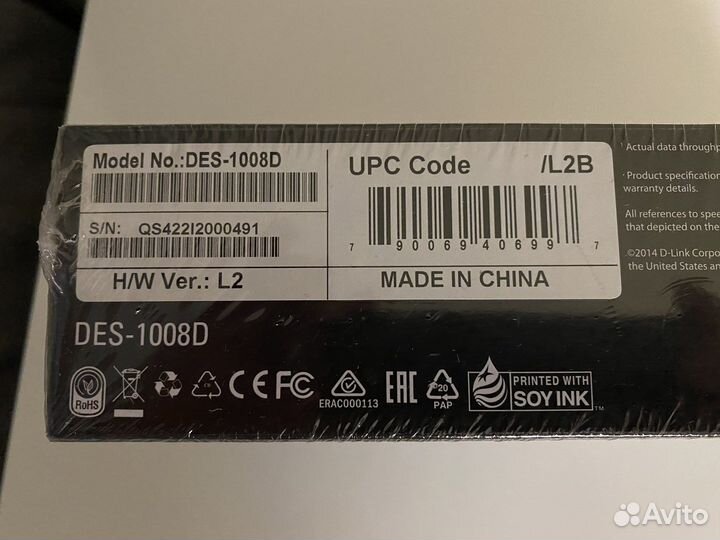 Model No.:DES-1008D
S/N: QS422I2000491
H/W Ver.: L2
UPC Code /L2B
7 90069 40699 7
MADE IN CHINA
Actual data throughp
· Product specification
warranty details.
All references to spee
that depicted on the
©2014 D-Link Corpo
the United States an
DES-1008D
RoHS
CE FC
ERAC000113
EAC
20
PAP
PRINTED WITH
SOY INK™
Avito